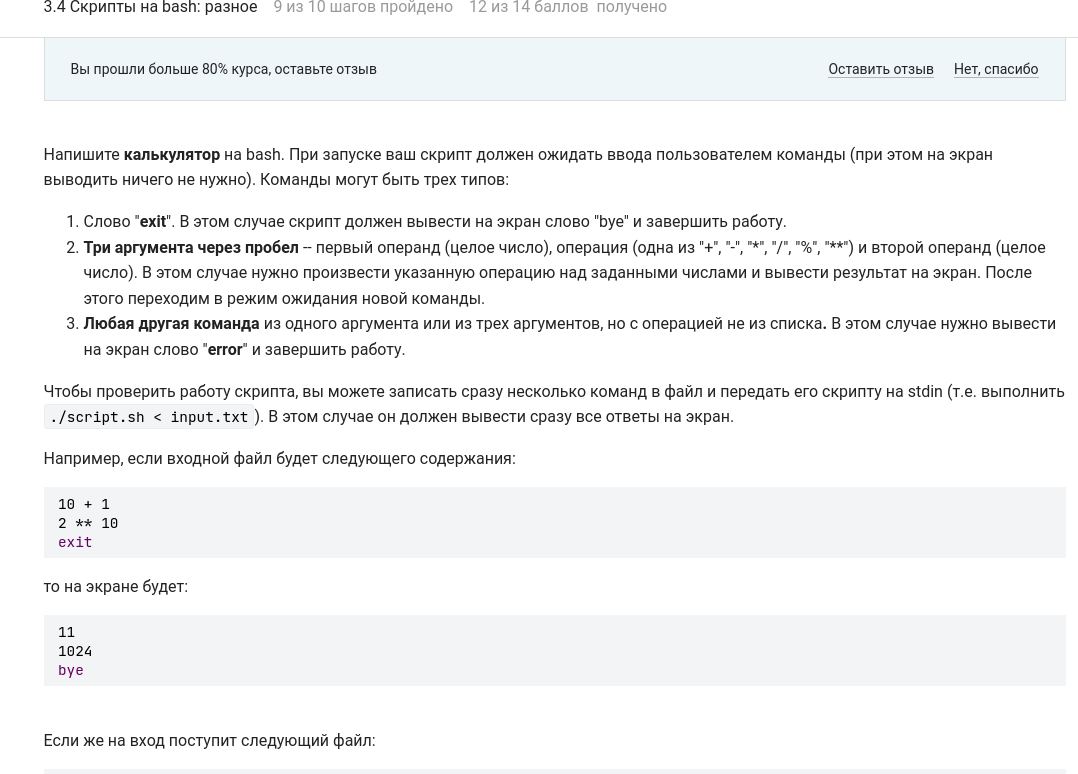 3.4 Скрипты на bash: разное 9 из 10 шагов пройдено 12 из 14 баллов получено
Вы прошли больше 80% курса, оставьте отзыв Оставить отзыв Нет, спасибо
Напишите калькулятор на bash. При запуске ваш скрипт должен ожидать ввода пользователем команды (при этом на экран
выводить ничего не нужно). Команды могут быть трех типов:
1. Слово "exit". В этом случае скрипт должен вывести на экран слово "bye" и завершить работу.
2. Три аргумента через пробел -- первый операнд (целое число), операция (одна из "+", "-", "*", "/", "%", "**") и второй операнд (целое
число). В этом случае нужно произвести указанную операцию над заданными числами и вывести результат на экран. После
этого переходим в режим ожидания новой команды.
3. Любая другая команда из одного аргумента или из трех аргументов, но с операцией не из списка. В этом случае нужно вывести
на экран слово "error" и завершить работу.
Чтобы проверить работу скрипта, вы можете записать сразу несколько команд в файл и передать его скрипту на stdin (т.е. выполнить
./script.sh < input.txt ). В этом случае он должен вывести сразу все ответы на экран.
Например, если входной файл будет следующего содержания:
10 + 1
2 ** 10
exit
то на экране будет:
11
1024
bye
Если же на вход поступит следующий файл: